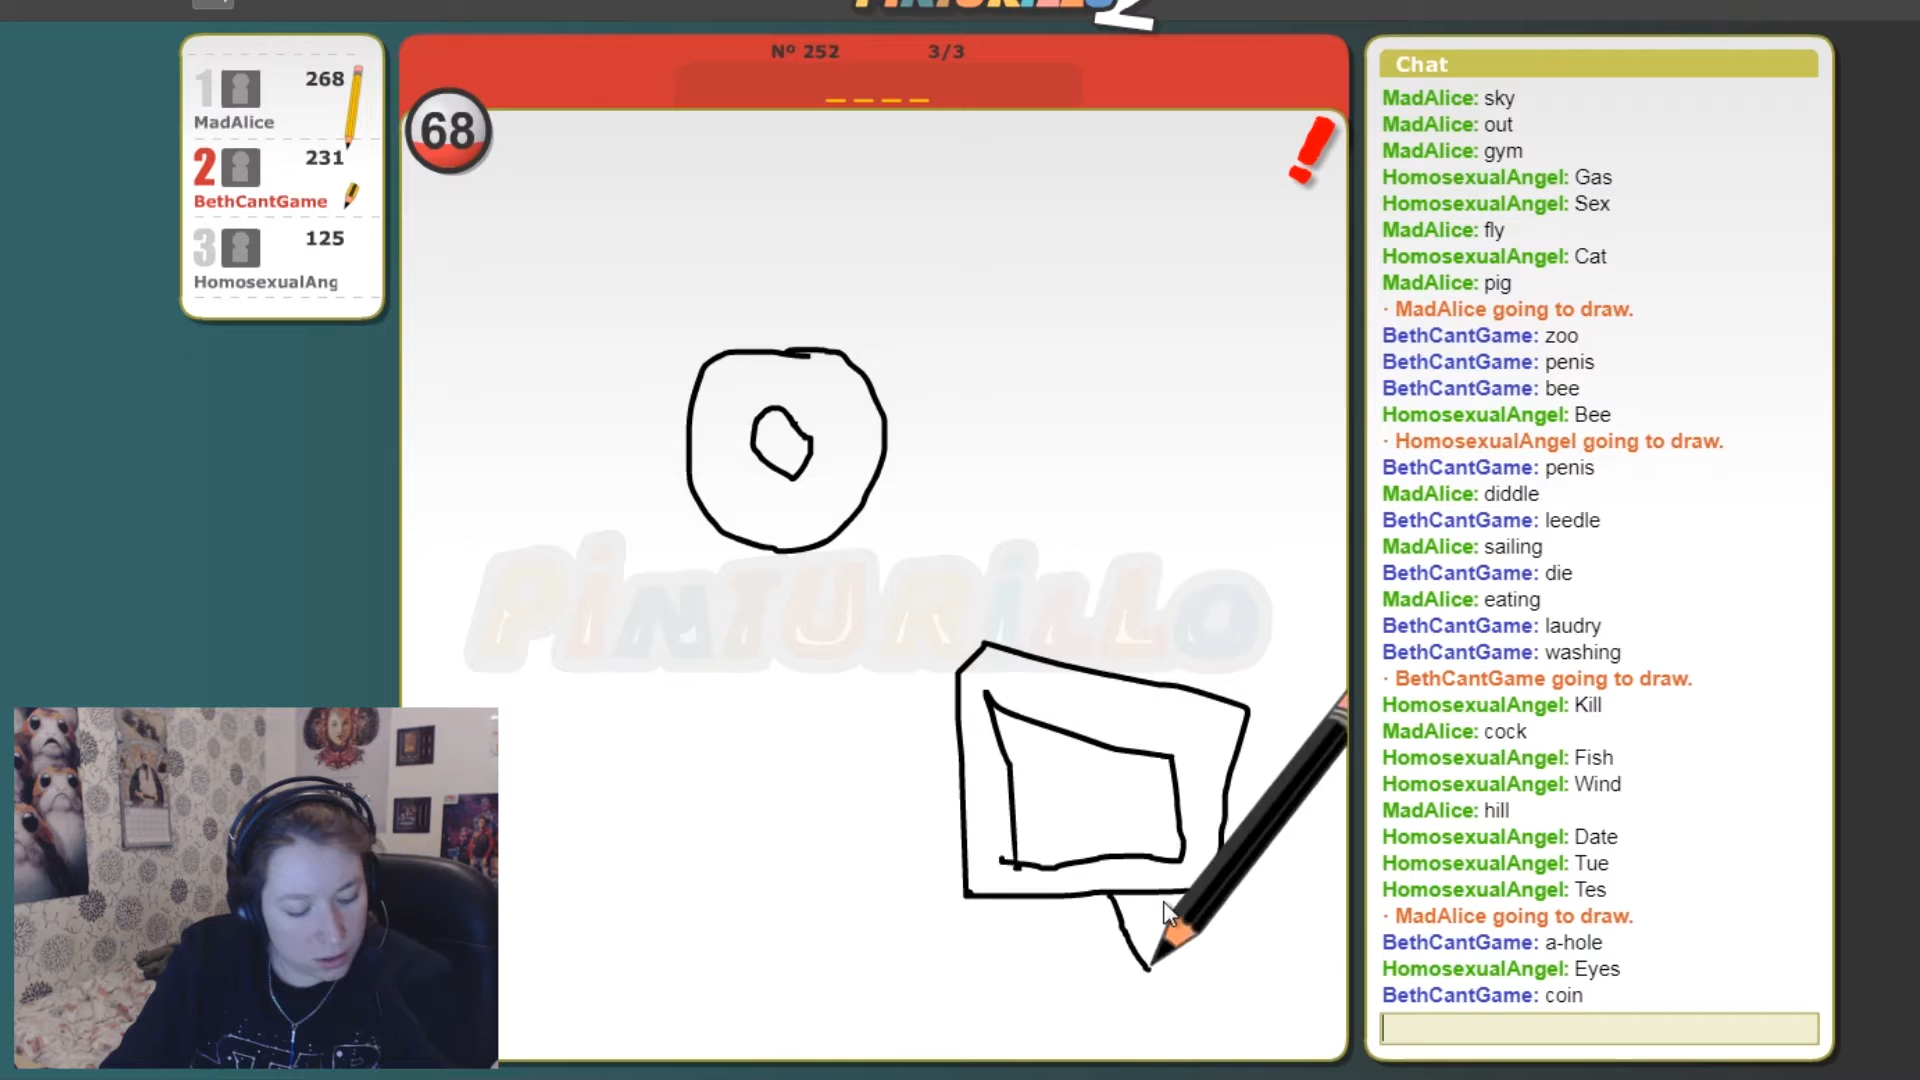 PINTURILLO 2
Nº 252 3/3
68
1 268
MadAlice
2 231
BethCantGame
3 125
HomosexualAng
PiNTURiLLO
Chat
MadAlice: sky
MadAlice: out
MadAlice: gym
HomosexualAngel: Gas
HomosexualAngel: Sex
MadAlice: fly
HomosexualAngel: Cat
MadAlice: pig
· MadAlice going to draw.
BethCantGame: zoo
BethCantGame: penis
BethCantGame: bee
HomosexualAngel: Bee
· HomosexualAngel going to draw.
BethCantGame: penis
MadAlice: diddle
BethCantGame: leedle
MadAlice: sailing
BethCantGame: die
MadAlice: eating
BethCantGame: laudry
BethCantGame: washing
· BethCantGame going to draw.
HomosexualAngel: Kill
MadAlice: cock
HomosexualAngel: Fish
HomosexualAngel: Wind
MadAlice: hill
HomosexualAngel: Date
HomosexualAngel: Tue
HomosexualAngel: Tes
· MadAlice going to draw.
BethCantGame: a-hole
HomosexualAngel: Eyes
BethCantGame: coin